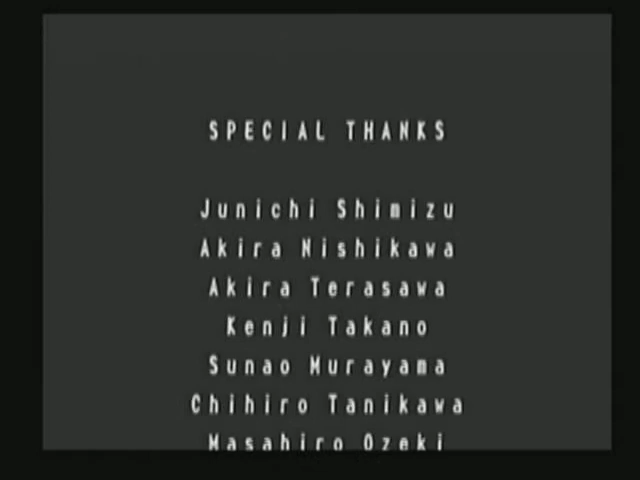 SPECIAL THANKS
Junichi Shimizu
Akira Nishikawa
Akira Terasawa
Kenji Takano
Sunao Murayama
Chihiro Tanikawa
Masahiro Ozeki